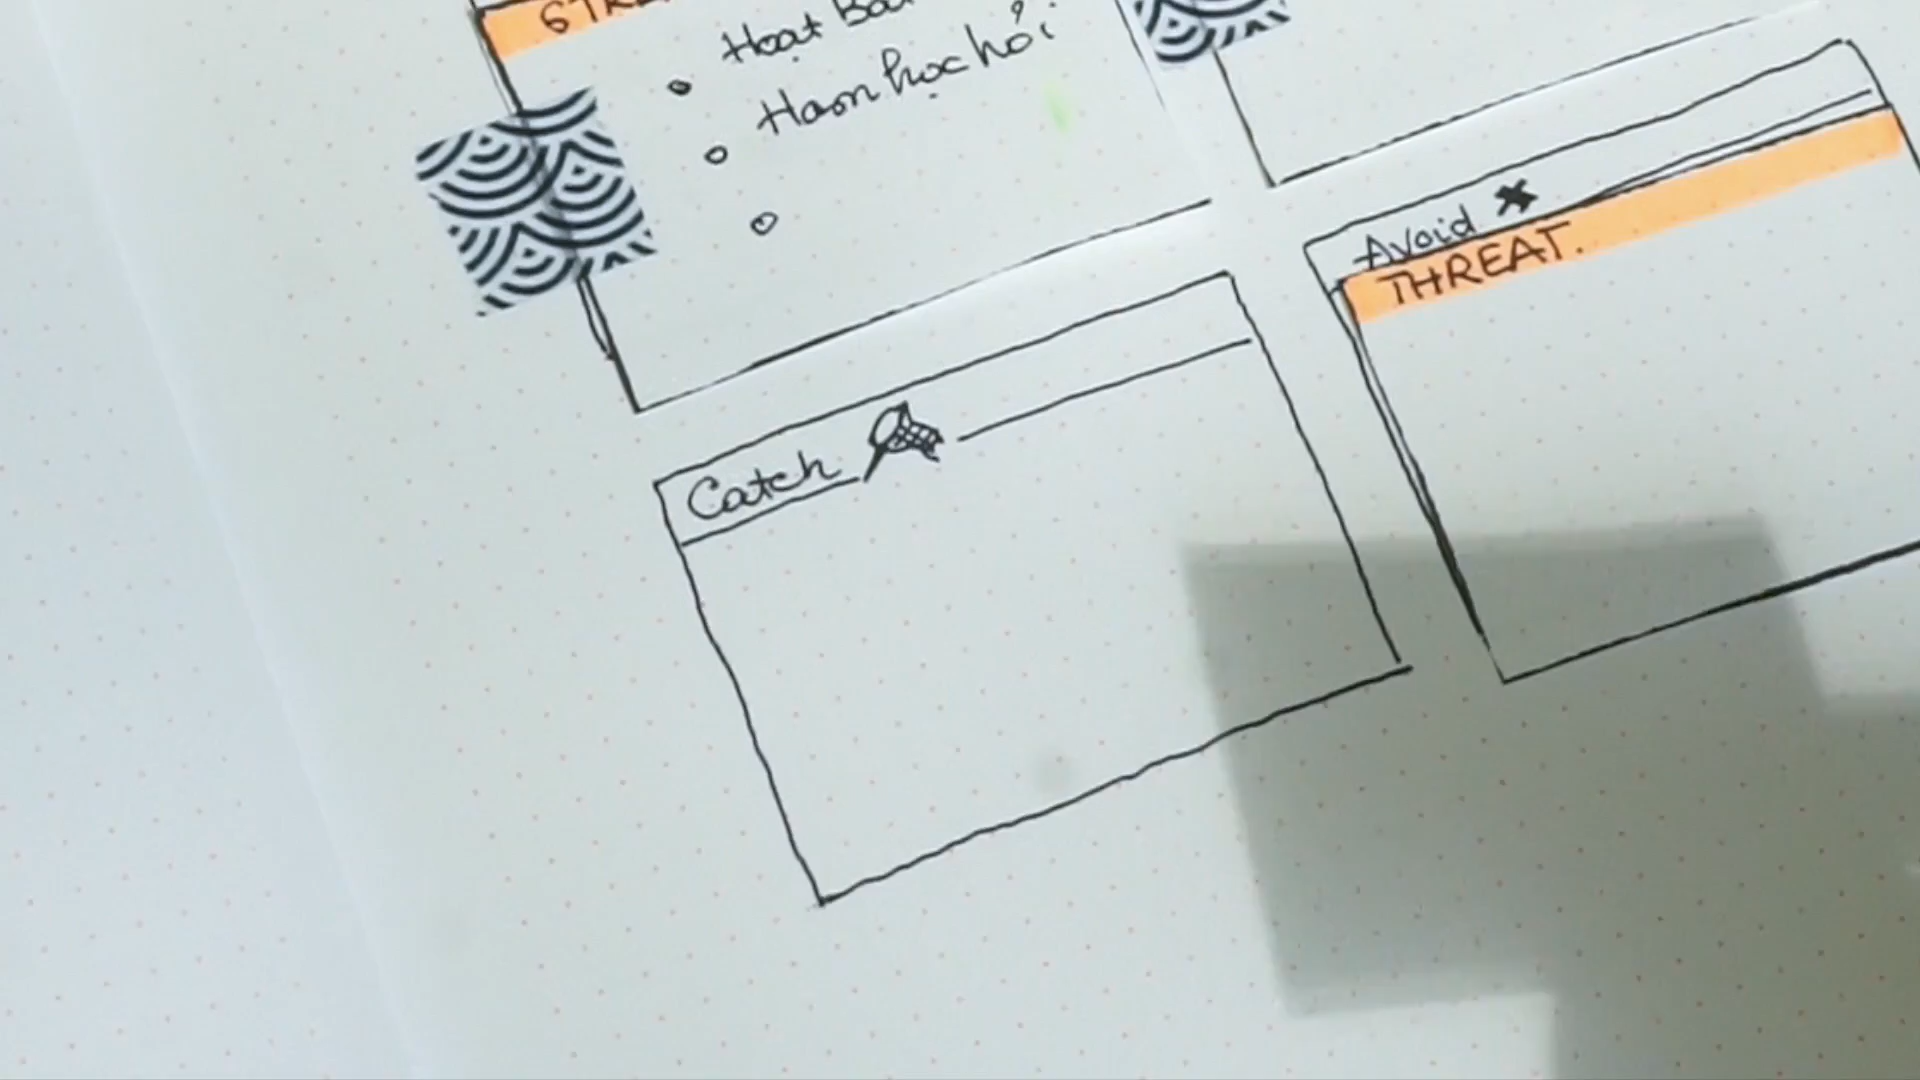 Hoạt
Ham học hỏi
Avoid
THREAT.
Catch